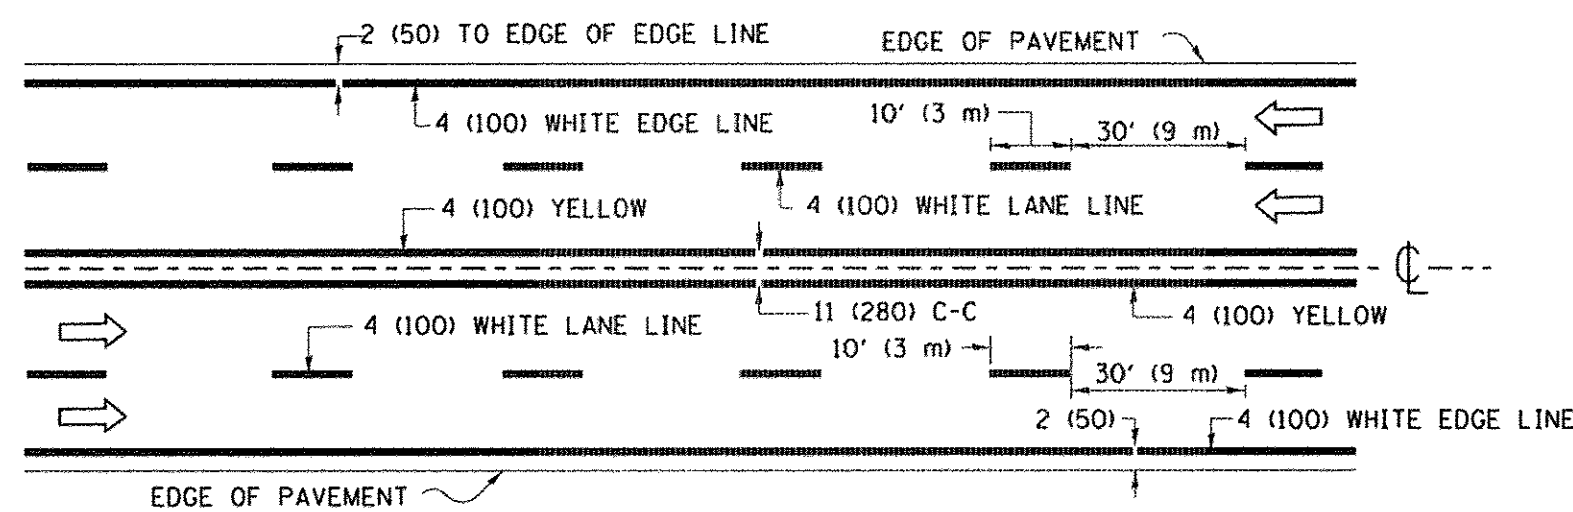 2 (50) TO EDGE OF EDGE LINE
EDGE OF PAVEMENT
4 (100) WHITE EDGE LINE
10' (3 m)
30' (9 m)
4 (100) YELLOW
4 (100) WHITE LANE LINE
℄
11 (280) C-C
4 (100) YELLOW
4 (100) WHITE LANE LINE
10' (3 m)
30' (9 m)
2 (50)
4 (100) WHITE EDGE LINE
EDGE OF PAVEMENT